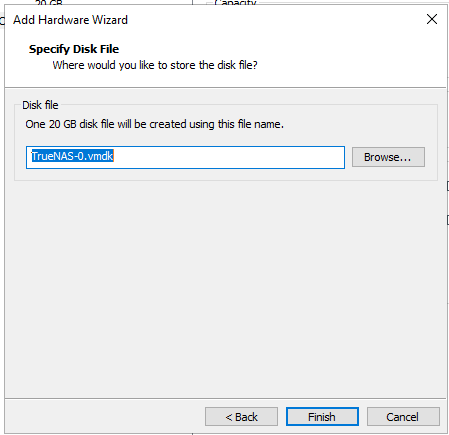 20 GB
Capacity
Add Hardware Wizard
Specify Disk File
Where would you like to store the disk file?
Disk file
One 20 GB disk file will be created using this file name.
TrueNAS-0.vmdk
Browse...
< Back
Finish
Cancel